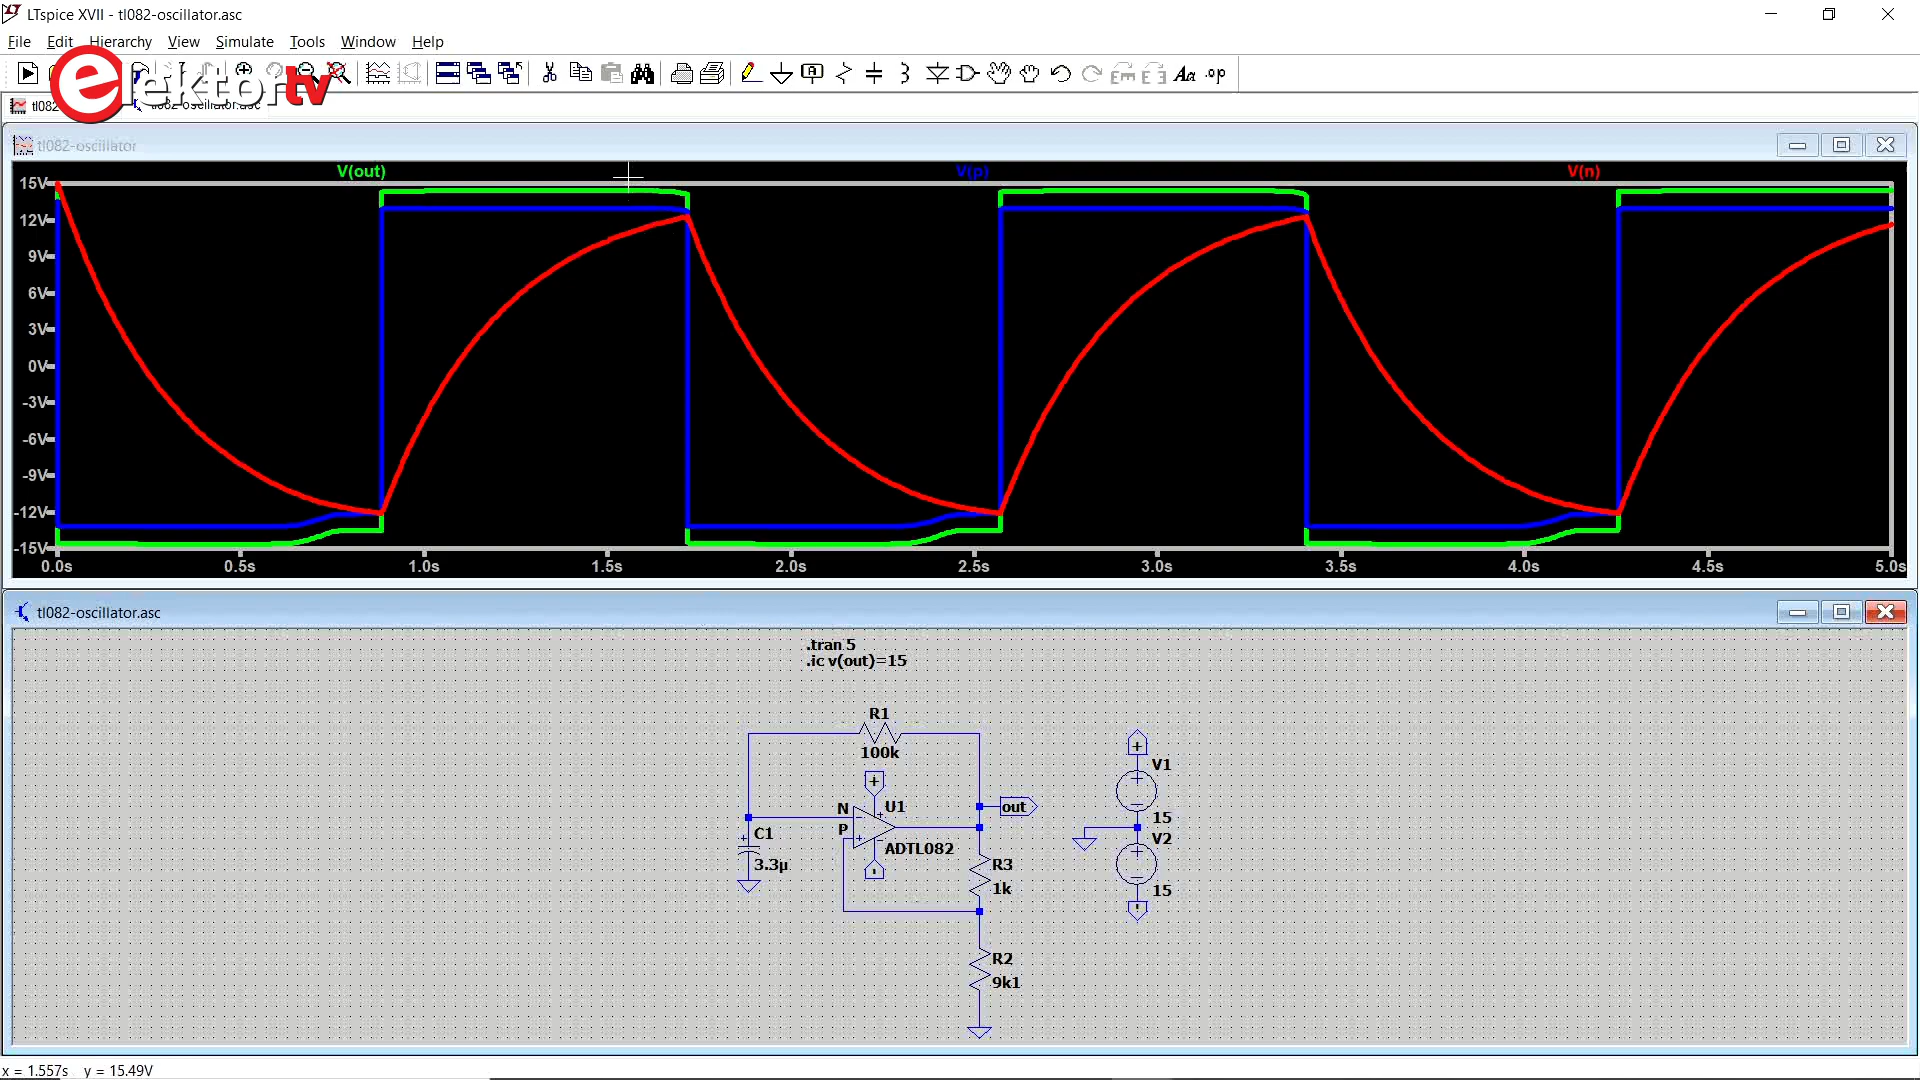 LTspice XVII - tl082-oscillator.asc
File Edit Hierarchy View Simulate Tools Window Help
elektor tv
tl082
tl082-oscillator.asc
tl082-oscillator
V(out) V(p) V(n)
15V
12V
9V
6V
3V
0V
-3V
-6V
-9V
-12V
-15V
0.0s 0.5s 1.0s 1.5s 2.0s 2.5s 3.0s 3.5s 4.0s 4.5s 5.0s
tl082-oscillator.asc
.tran 5
.ic v(out)=15
R1
100k
N
P
U1
ADTL082
C1
3.3µ
out
R3
1k
R2
9k1
V1
15
V2
15
x = 1.557s y = 15.49V